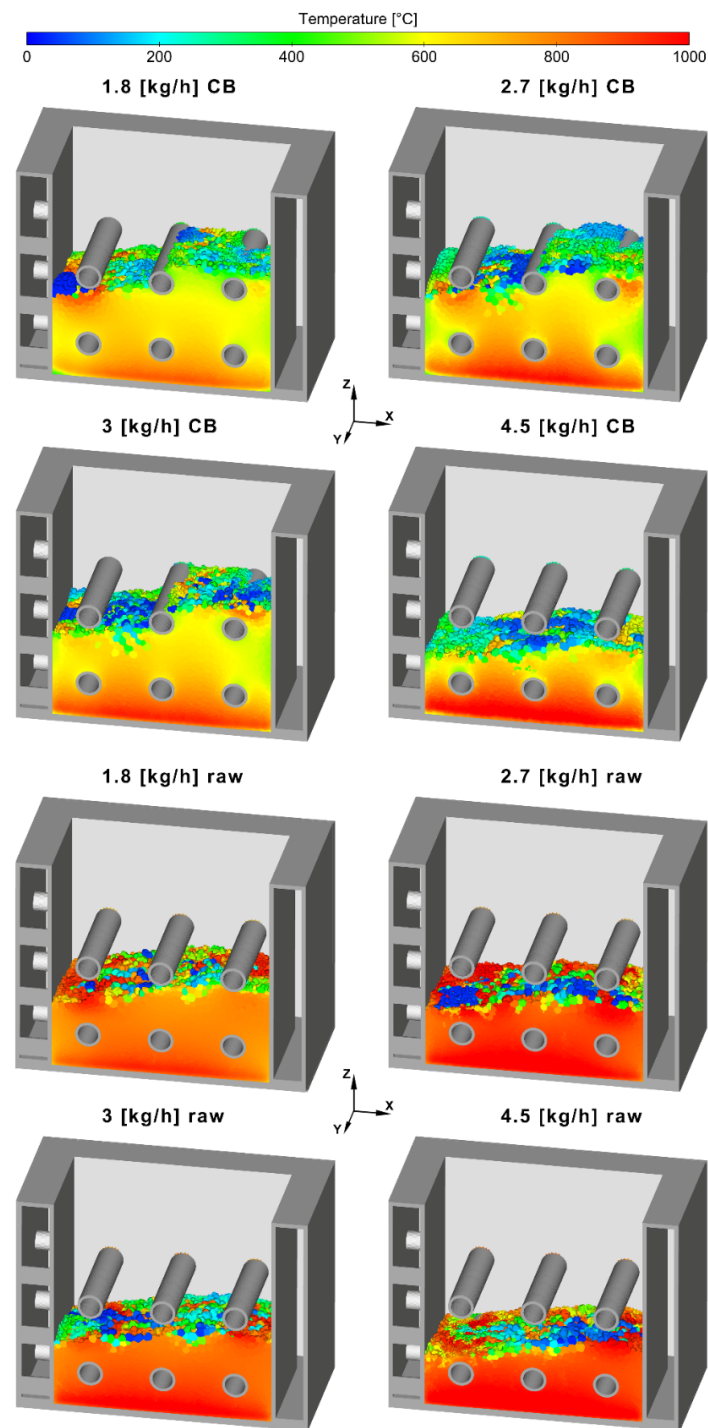 Temperature [°C]
0 200 400 600 800 1000
1.8 [kg/h] CB 2.7 [kg/h] CB
Z
X
Y
3 [kg/h] CB 4.5 [kg/h] CB
1.8 [kg/h] raw 2.7 [kg/h] raw
Z
X
Y
3 [kg/h] raw 4.5 [kg/h] raw